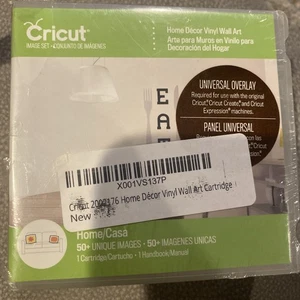 Cricut
IMAGE SET • CONJUNTO DE IMÁGENES
Home Décor Vinyl Wall Art
Arte para Muros en Vinilo para
Decoración del Hogar
UNIVERSAL OVERLAY
Required for use with the original
Cricut, Cricut Create, and Cricut
Expression machines.
PANEL UNIVERSAL
EAT
X001VS137P
Cricut 2000176 Home Décor Vinyl Wall Art Cartridge
New
Home/Casa
50+ UNIQUE IMAGES • 50+ IMÁGENES ÚNICAS
1 Cartridge/Cartucho • 1 Handbook/Manual